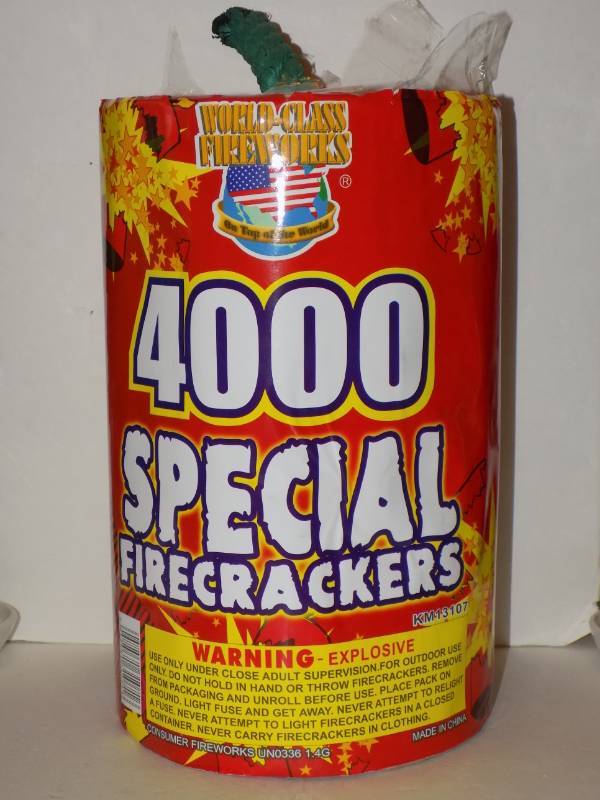 WORLD-CLASS
FIREWORKS
®
On Top of the World
4000
SPECIAL
FIRECRACKERS
KM13107
WARNING - EXPLOSIVE
USE ONLY UNDER CLOSE ADULT SUPERVISION.FOR OUTDOOR USE
ONLY. DO NOT HOLD IN HAND OR THROW FIRECRACKERS. REMOVE
FROM PACKAGING AND UNROLL BEFORE USE. PLACE PACK ON
GROUND, LIGHT FUSE AND GET AWAY. NEVER ATTEMPT TO RELIGHT
A FUSE. NEVER ATTEMPT TO LIGHT FIRECRACKERS IN A CLOSED
CONTAINER. NEVER CARRY FIRECRACKERS IN CLOTHING.
CONSUMER FIREWORKS UN0336 1.4G
MADE IN CHINA